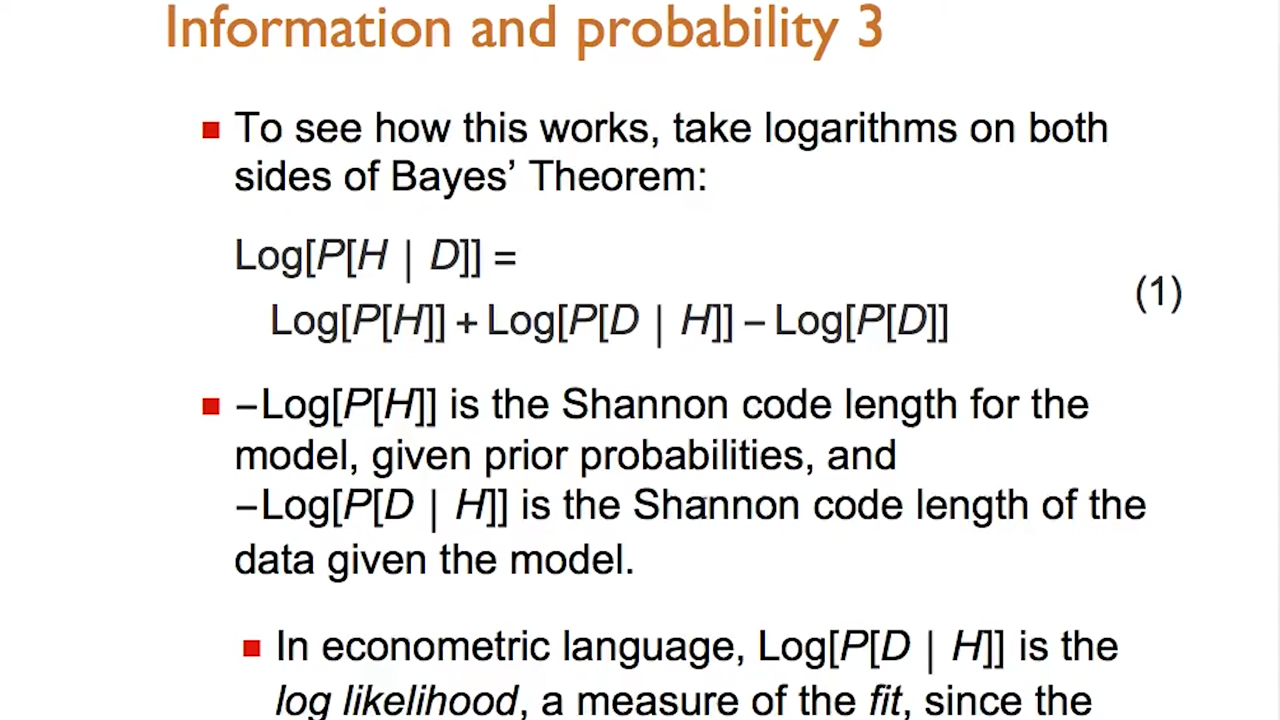 Information and probability 3
To see how this works, take logarithms on both
sides of Bayes’ Theorem:
Log[P[H | D]] =
Log[P[H]] + Log[P[D | H]] – Log[P[D]]
(1)
–Log[P[H]] is the Shannon code length for the
model, given prior probabilities, and
–Log[P[D | H]] is the Shannon code length of the
data given the model.
In econometric language, Log[P[D | H]] is the
log likelihood, a measure of the fit, since the